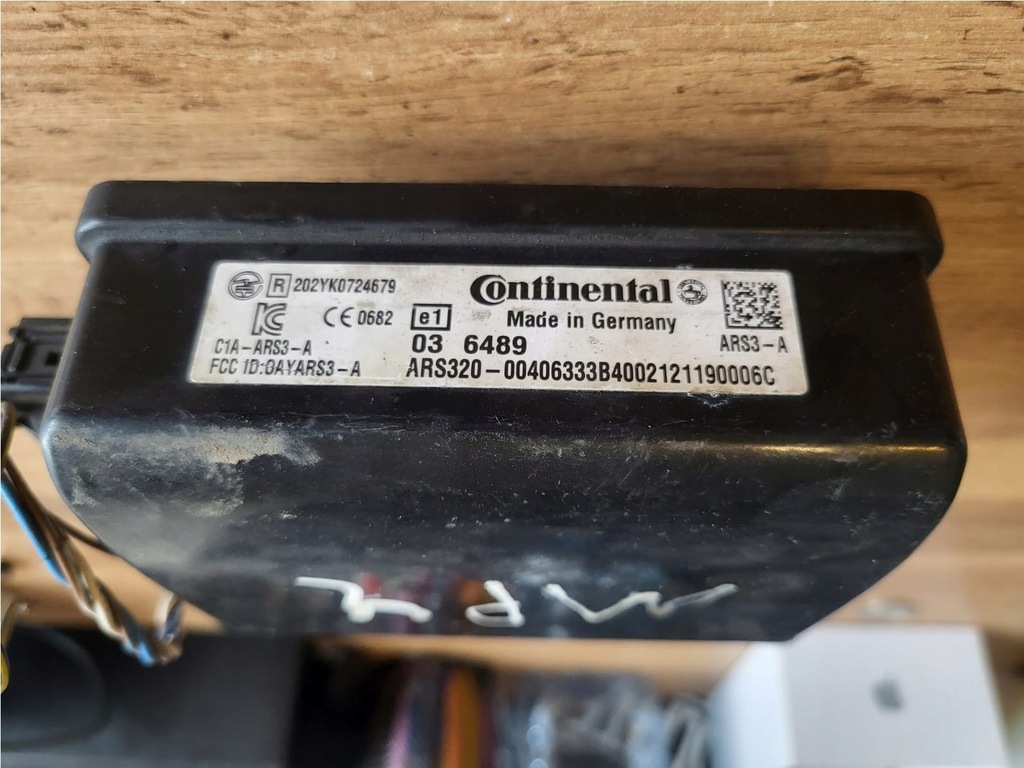 R 202YK0724679
Continental
CE 0682 e1 Made in Germany
C1A-ARS3-A 03 6489 ARS3-A
FCC ID:OAYARS3-A ARS320-00406333B4002121190006C